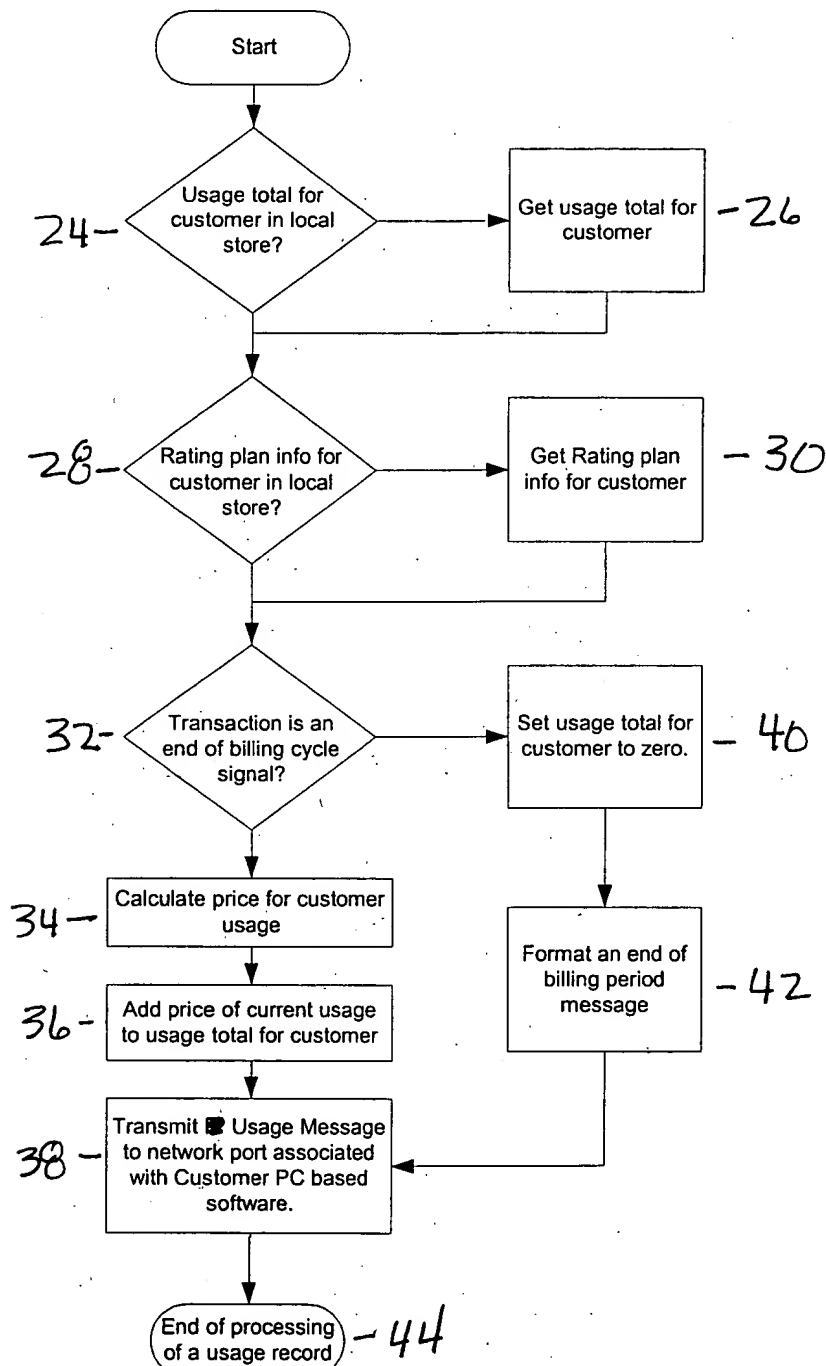 Start
24 –
Usage total for
customer in local
store?
Get usage total for
customer
– 26
28 –
Rating plan info for
customer in local
store?
Get Rating plan
info for customer
– 30
32 –
Transaction is an
end of billing cycle
signal?
Set usage total for
customer to zero.
– 40
34 –
Calculate price for customer
usage
36 –
Add price of current usage
to usage total for customer
Format an end of
billing period
message
– 42
38 –
Transmit Usage Message
to network port associated
with Customer PC based
software.
End of processing
of a usage record
– 44